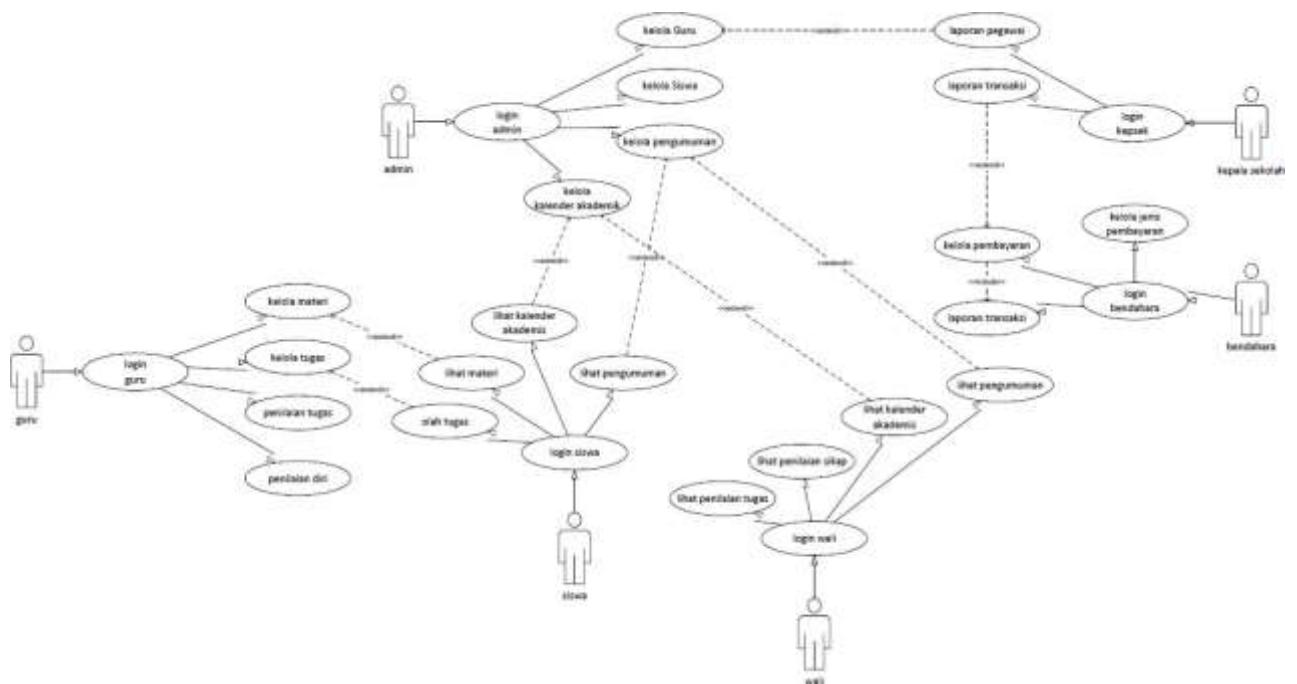 kelola Guru
laporan pegawai
kelola Siswa
laporan transaksi
login
admin
login
kepsek
kelola pengumuman
admin
kepala sekolah
kelola
kalender akademik
kelola jenis
pembayaran
kelola pembayaran
login
bendahara
kelola materi
lihat kalender
akademis
laporan transaksi
bendahara
kelola tugas
login
guru
lihat materi
lihat pengumuman
lihat pengumuman
guru
penilaian tugas
olah tugas
lihat kalender
akademis
login siswa
lihat penilaian sikap
penilaian diri
lihat penilaian tugas
login wali
siswa
wali